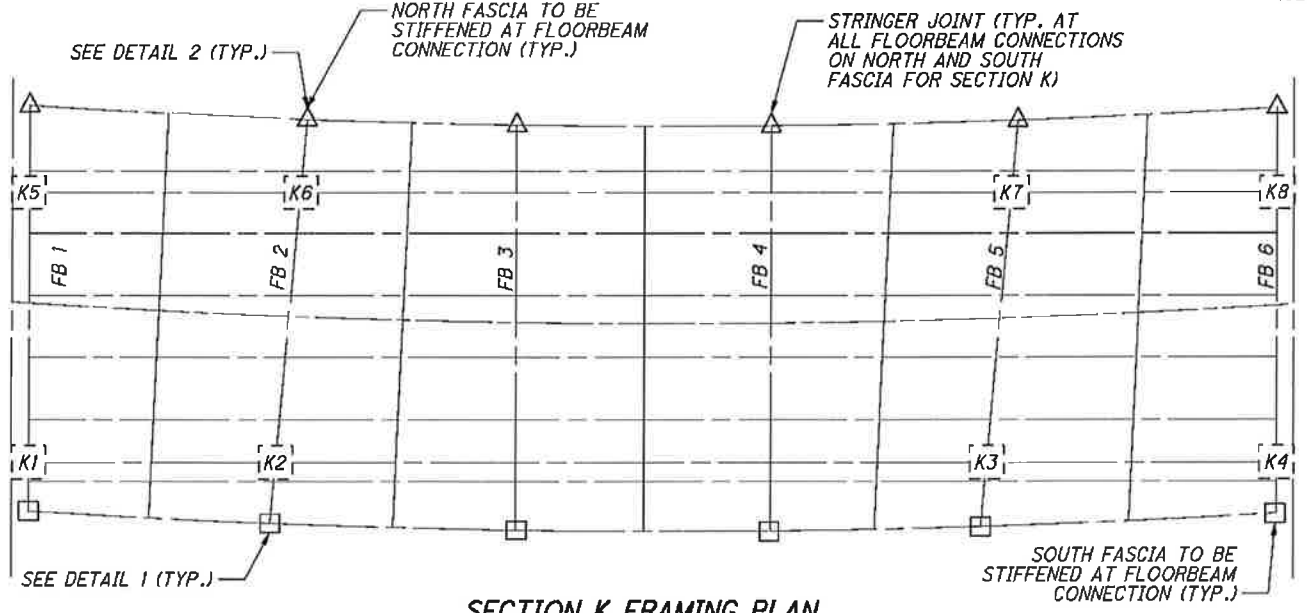 NORTH FASCIA TO BE
STIFFENED AT FLOORBEAM
CONNECTION (TYP.)
SEE DETAIL 2 (TYP.)
STRINGER JOINT (TYP. AT
ALL FLOORBEAM CONNECTIONS
ON NORTH AND SOUTH
FASCIA FOR SECTION K)
K5
K6
K7
K8
FB 1
FB 2
FB 3
FB 4
FB 5
FB 6
K1
K2
K3
K4
SEE DETAIL 1 (TYP.)
SOUTH FASCIA TO BE
STIFFENED AT FLOORBEAM
CONNECTION (TYP.)
SECTION K FRAMING PLAN